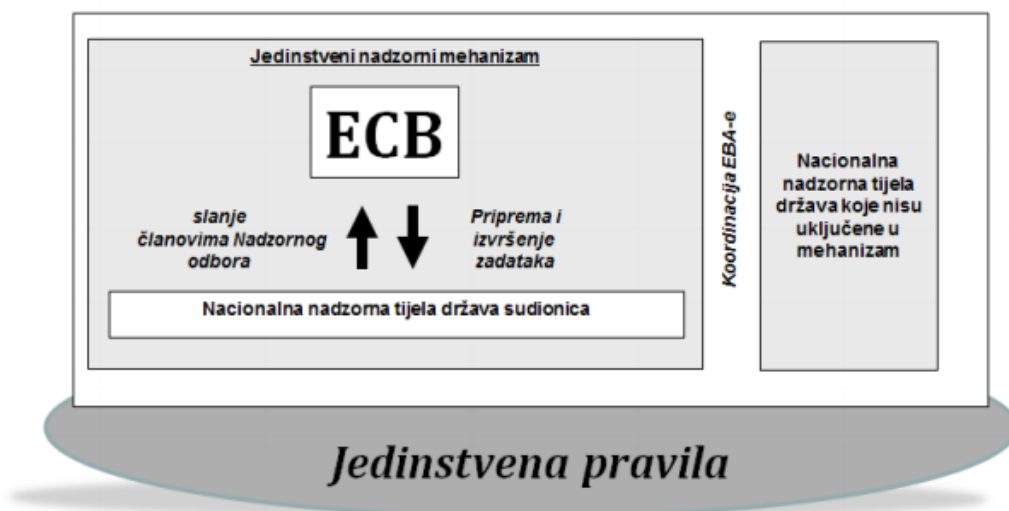 Jedinstveni nadzorni mehanizam
ECB
slanje
članovima Nadzornog
odbora
Priprema i
izvršenje
zadataka
Nacionalna nadzorna tijela država sudionica
Koordinacija EBA-e
Nacionalna
nadzorna tijela
država koje nisu
uključene u
mehanizam
Jedinstvena pravila